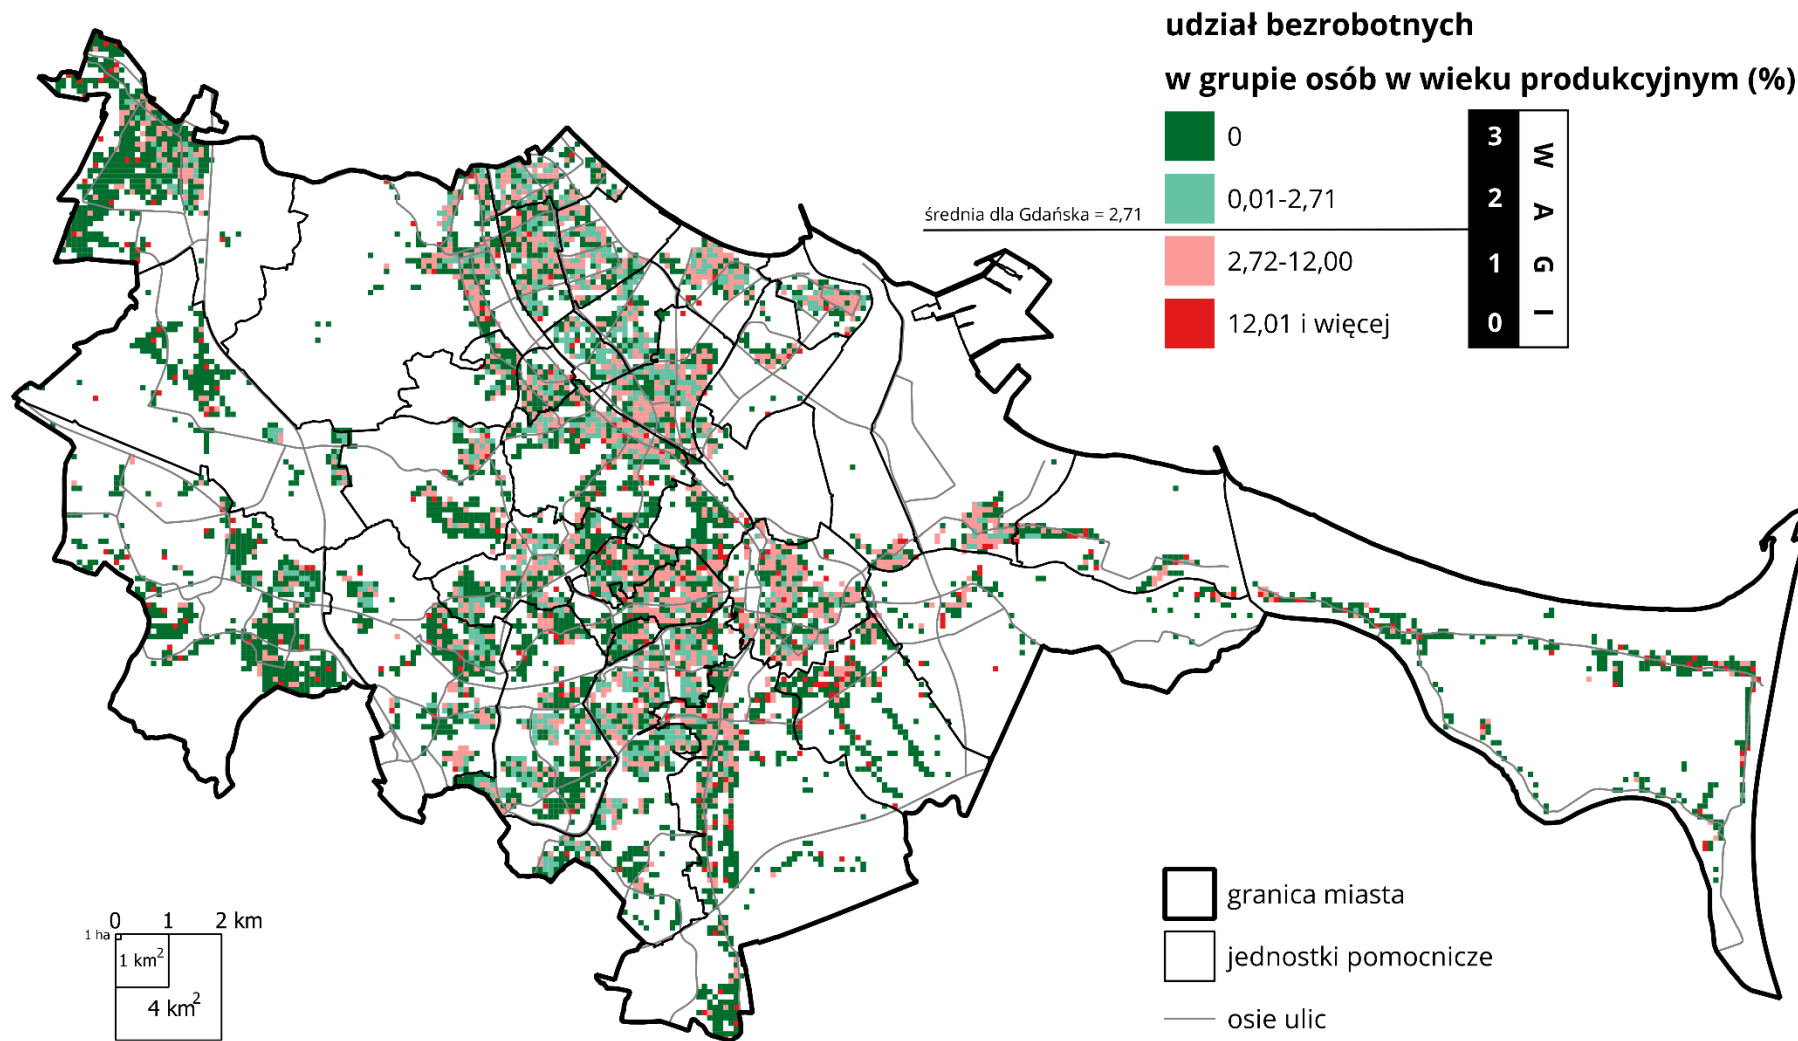 udział bezrobotnych
w grupie osób w wieku produkcyjnym (%)
0
0,01-2,71
2,72-12,00
12,01 i więcej
3
2
1
0
W A G I
średnia dla Gdańska = 2,71
granica miasta
jednostki pomocnicze
osie ulic
0 1 2 km
1 ha
1 km²
4 km²